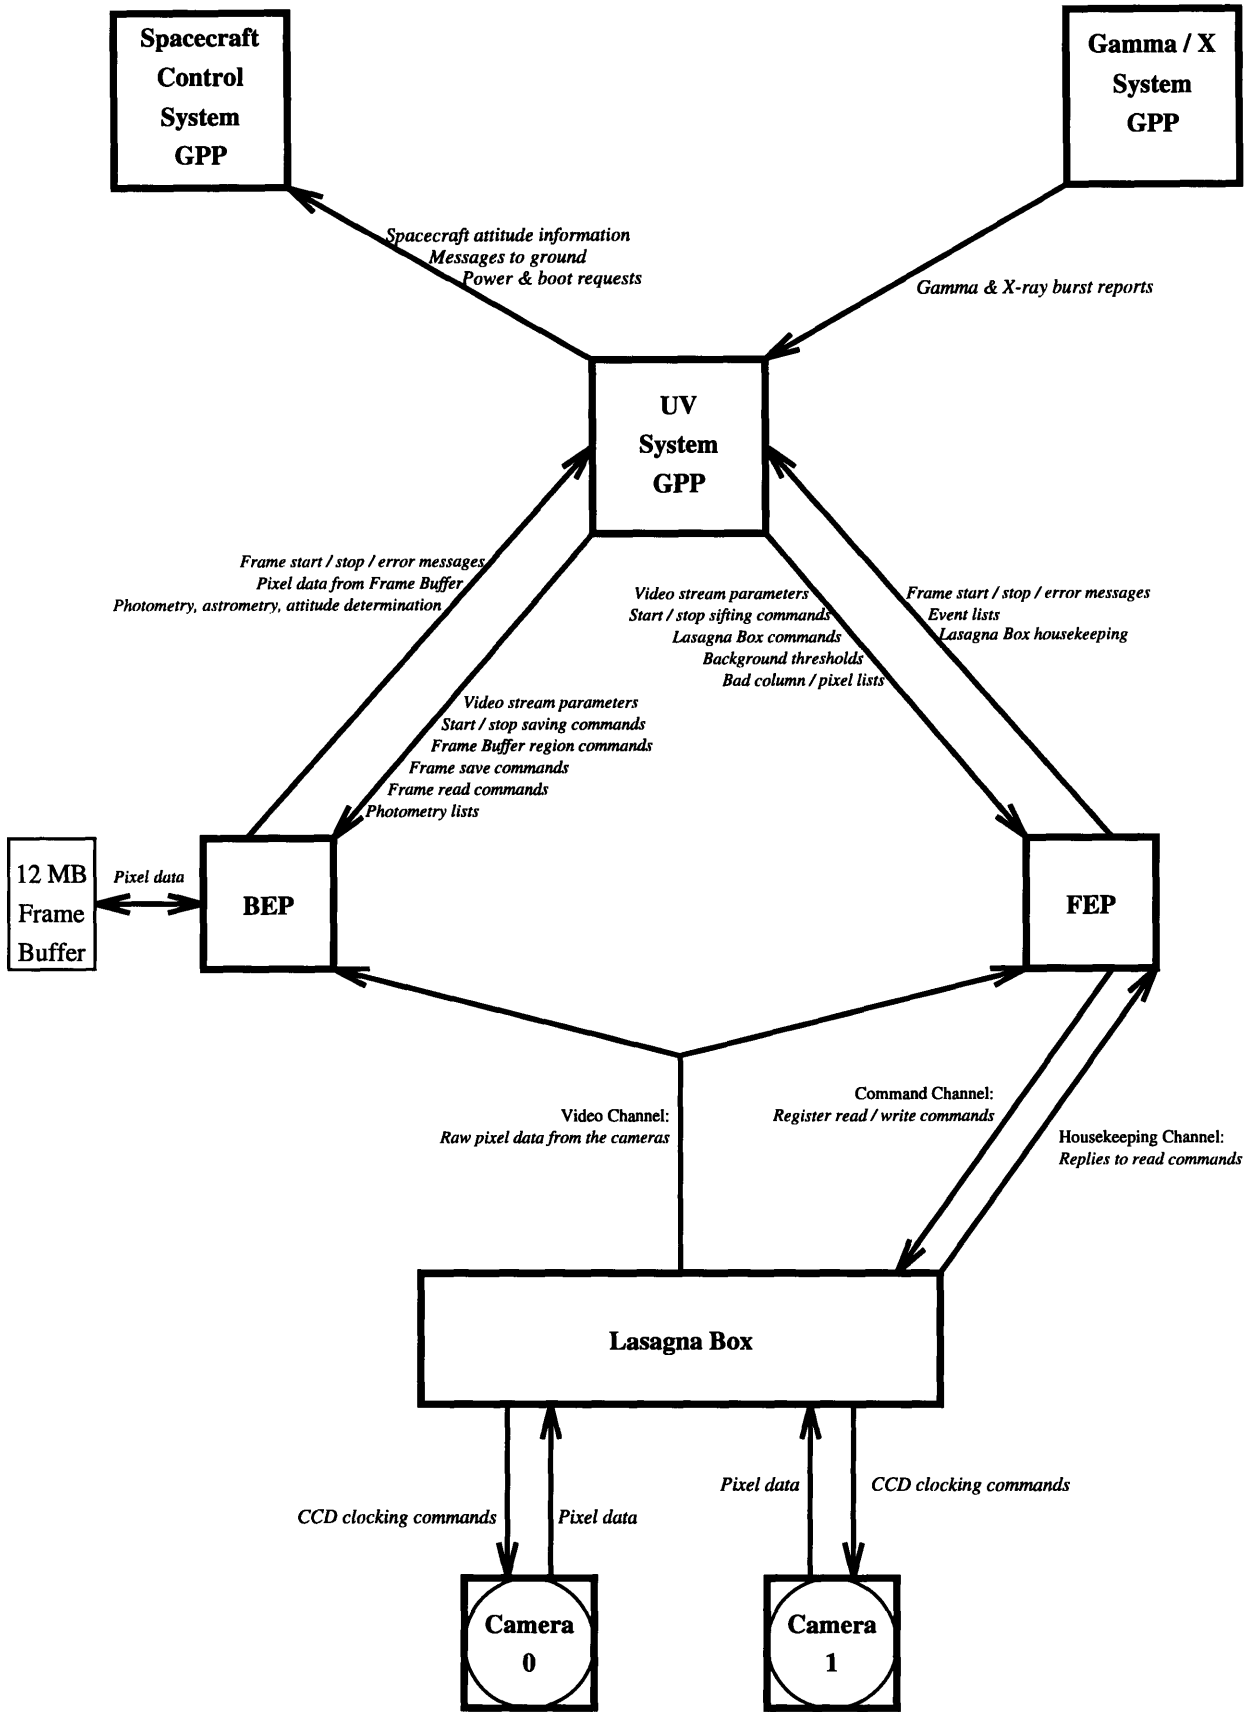 Spacecraft
Control
System
GPP
Gamma / X
System
GPP
Spacecraft attitude information
Messages to ground
Power & boot requests
Gamma & X-ray burst reports
UV
System
GPP
Frame start / stop / error messages
Pixel data from Frame Buffer
Photometry, astrometry, attitude determination
Video stream parameters
Start / stop sifting commands
Lasagna Box commands
Background thresholds
Bad column / pixel lists
Frame start / stop / error messages
Event lists
Lasagna Box housekeeping
Video stream parameters
Start / stop saving commands
Frame Buffer region commands
Frame save commands
Frame read commands
Photometry lists
12 MB
Frame
Buffer
Pixel data
BEP
FEP
Video Channel:
Raw pixel data from the cameras
Command Channel:
Register read / write commands
Housekeeping Channel:
Replies to read commands
Lasagna Box
CCD clocking commands
Pixel data
Pixel data
CCD clocking commands
Camera
0
Camera
1